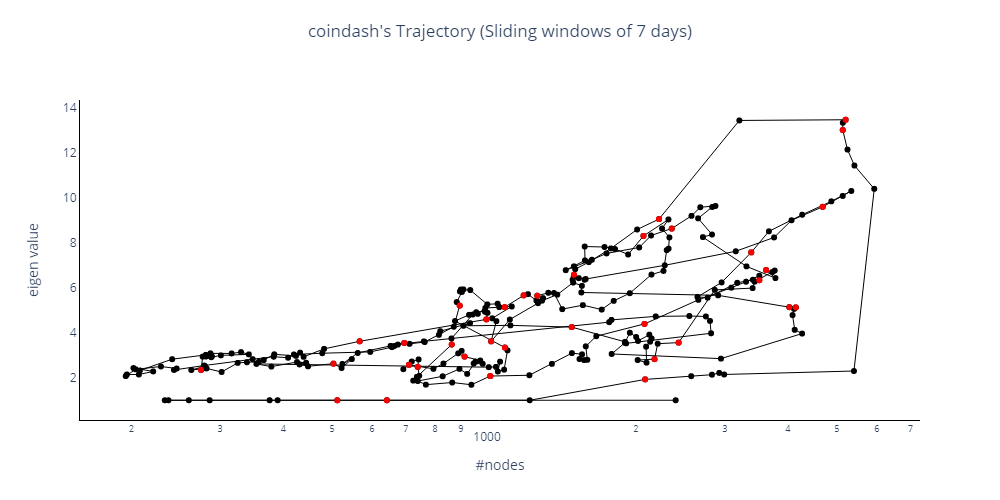 coindash's Trajectory (Sliding windows of 7 days)
14
12
10
8
6
4
2
eigen value
2 3 4 5 6 7 8 9 1000 2 3 4 5 6 7
#nodes